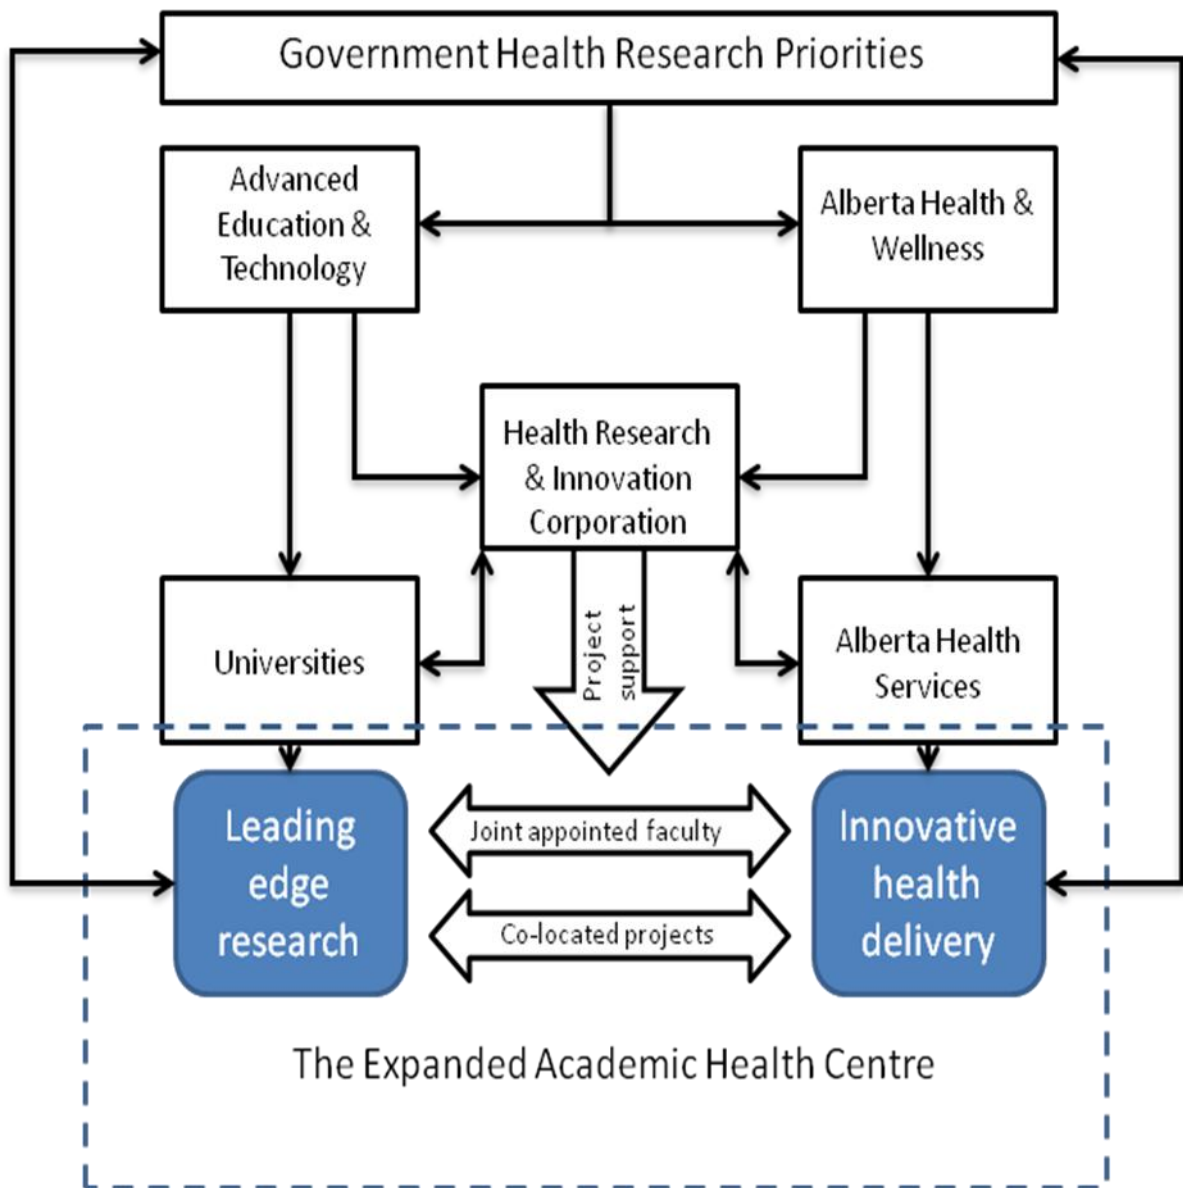 Government Health Research Priorities
Advanced
Education &
Technology
Alberta Health &
Wellness
Health Research
& Innovation
Corporation
Universities
Project
support
Alberta Health
Services
Leading
edge
research
Joint appointed faculty
Co-located projects
Innovative
health
delivery
The Expanded Academic Health Centre